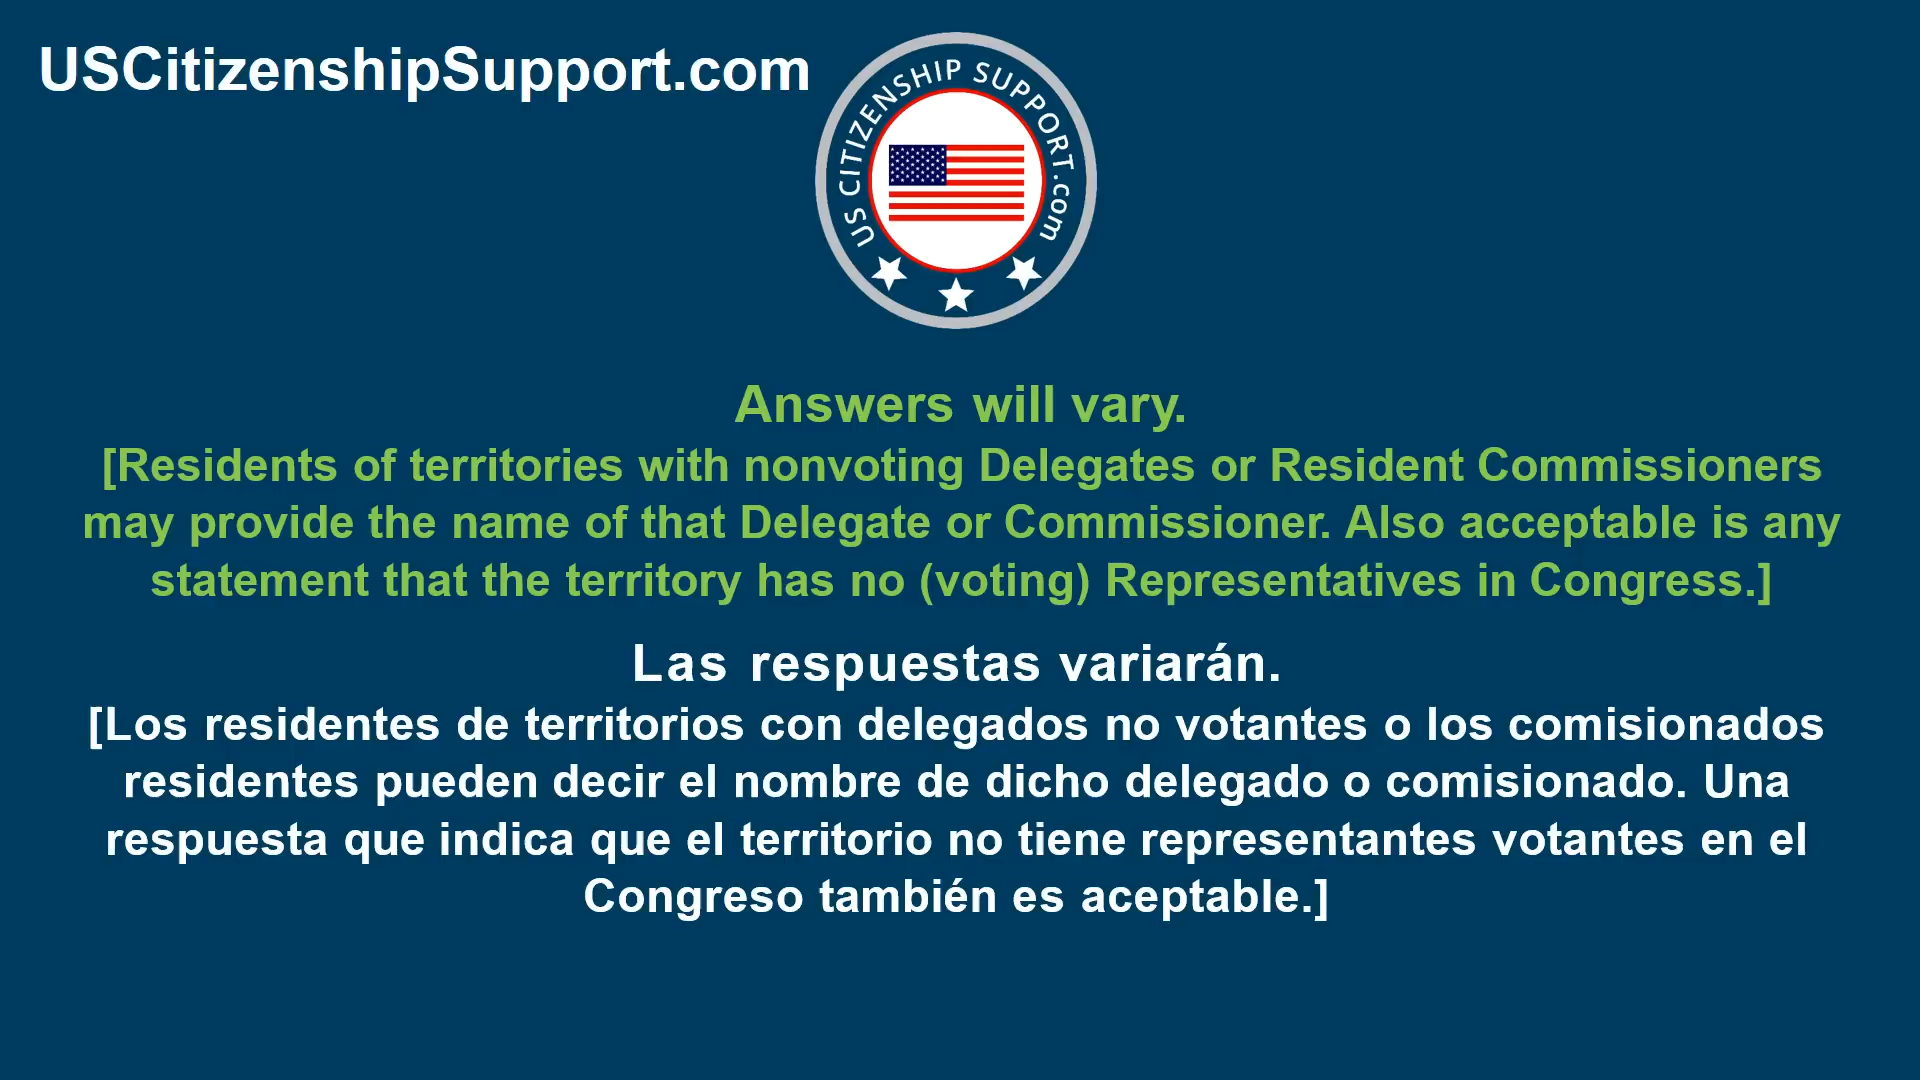 USCitizenshipSupport.com
US CITIZENSHIP SUPPORT.com
Answers will vary.
[Residents of territories with nonvoting Delegates or Resident Commissioners
may provide the name of that Delegate or Commissioner. Also acceptable is any
statement that the territory has no (voting) Representatives in Congress.]
Las respuestas variarán.
[Los residentes de territorios con delegados no votantes o los comisionados
residentes pueden decir el nombre de dicho delegado o comisionado. Una
respuesta que indica que el territorio no tiene representantes votantes en el
Congreso también es aceptable.]